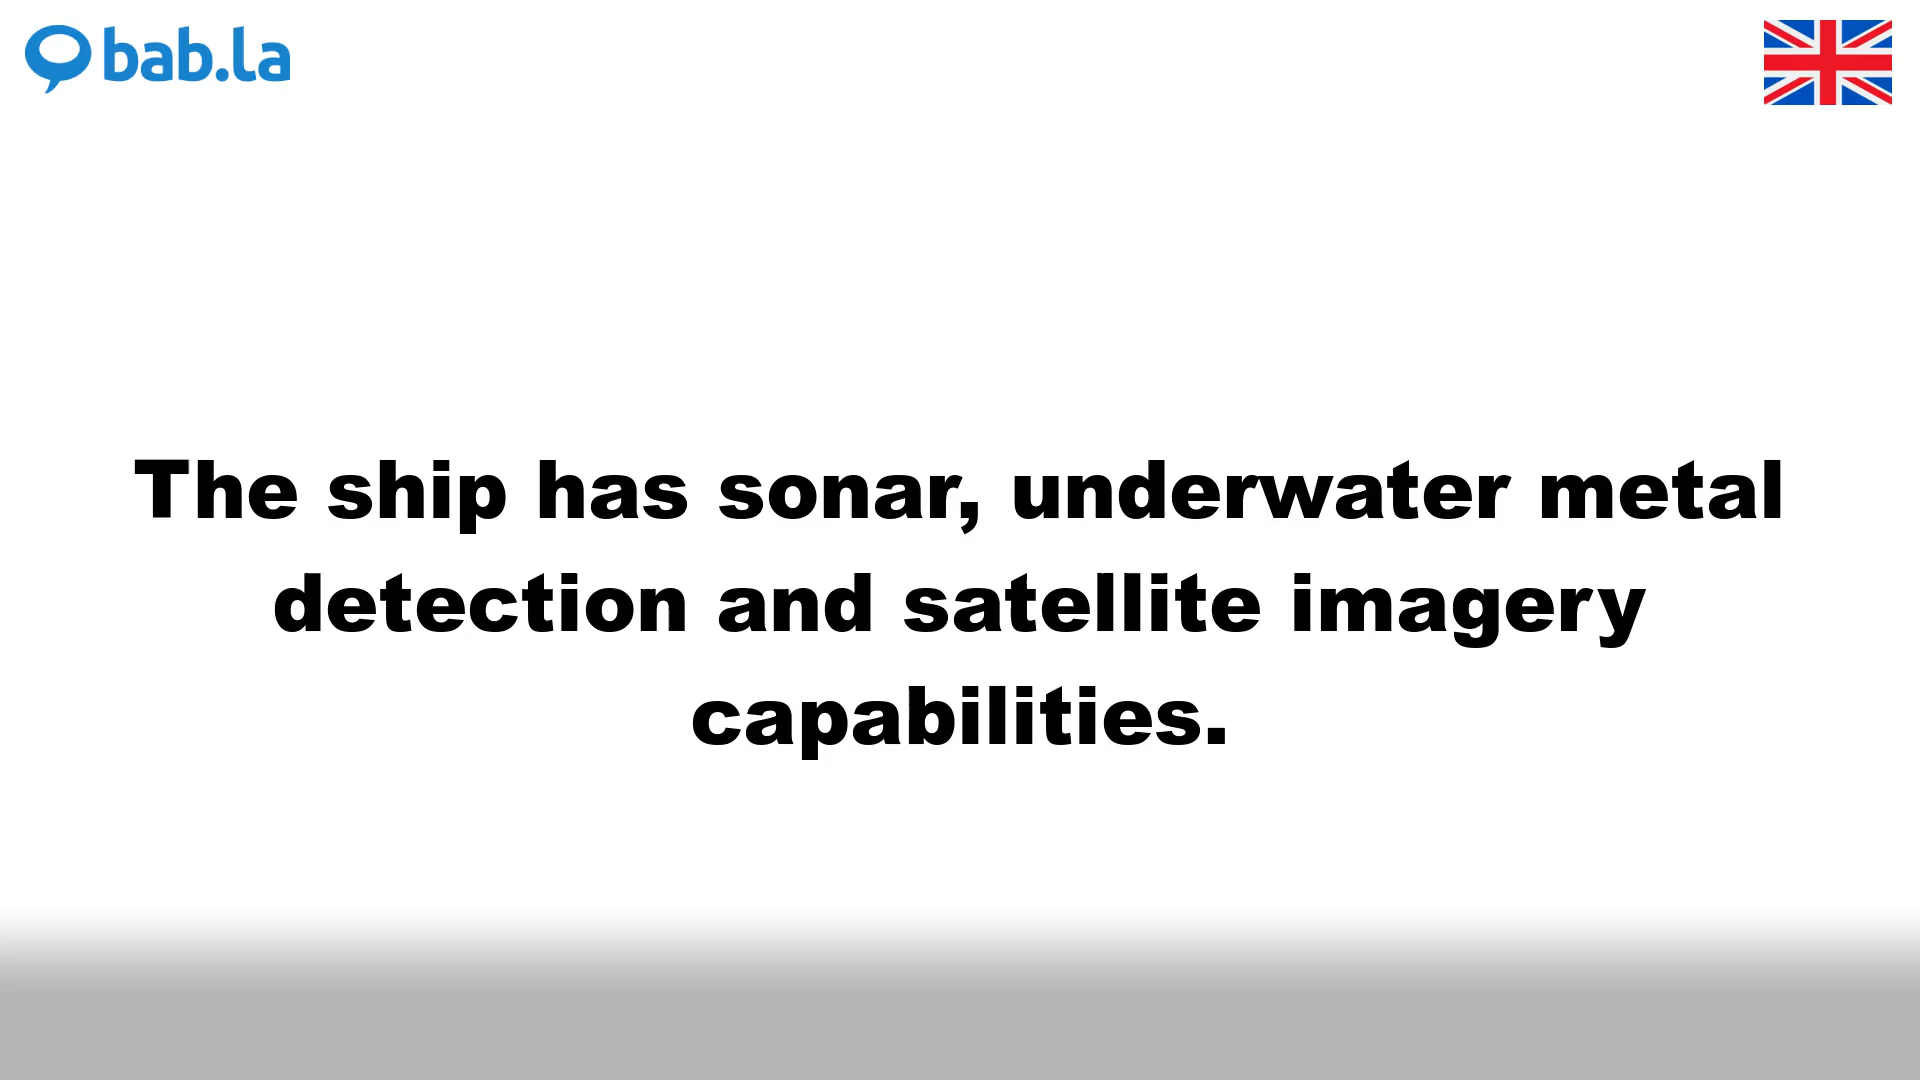 bab.la
The ship has sonar, underwater metal
detection and satellite imagery
capabilities.